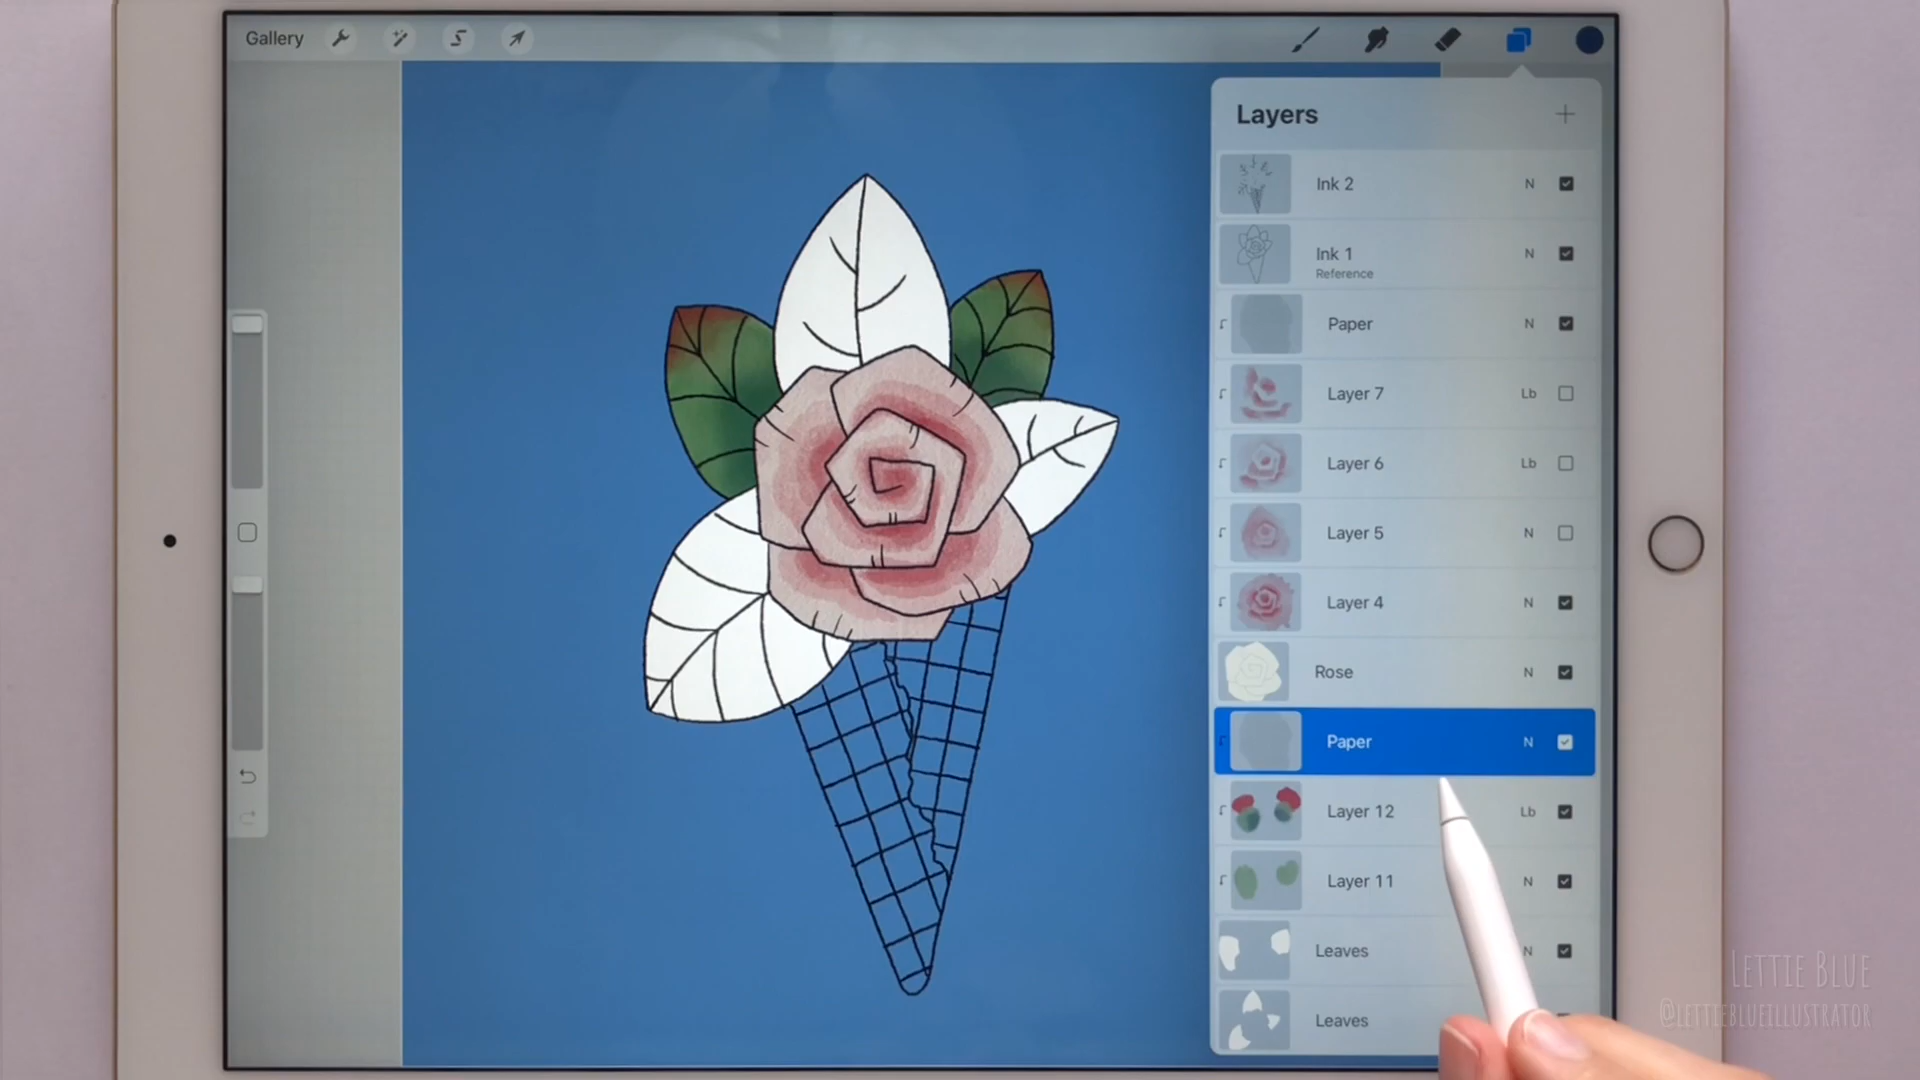 Gallery
Layers
Ink 2 N
Ink 1 N
Reference
Paper N
Layer 7 Lb
Layer 6 Lb
Layer 5 N
Layer 4 N
Rose N
Paper N
Layer 12 Lb
Layer 11 N
Leaves N
Leaves
LETTIE BLUE
@LETTIEBLUEILLUSTRATOR